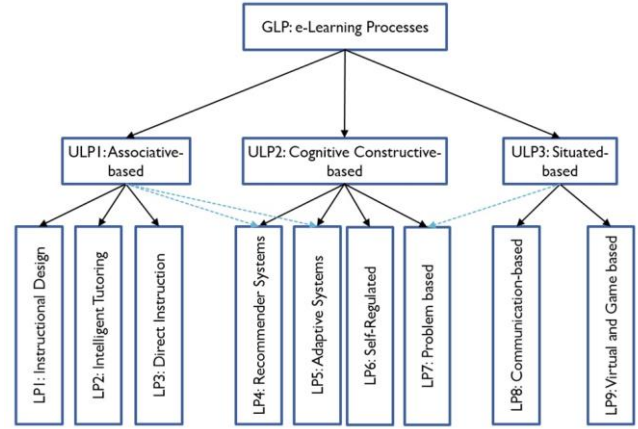 GLP: e-Learning Processes
ULP1: Associative-
based
ULP2: Cognitive Constructive-
based
ULP3: Situated-
based
LP1: Instructional Design
LP2: Intelligent Tutoring
LP3: Direct Instruction
LP4: Recommender Systems
LP5: Adaptive Systems
LP6: Self-Regulated
LP7: Problem based
LP8: Communication-based
LP9: Virtual and Game based